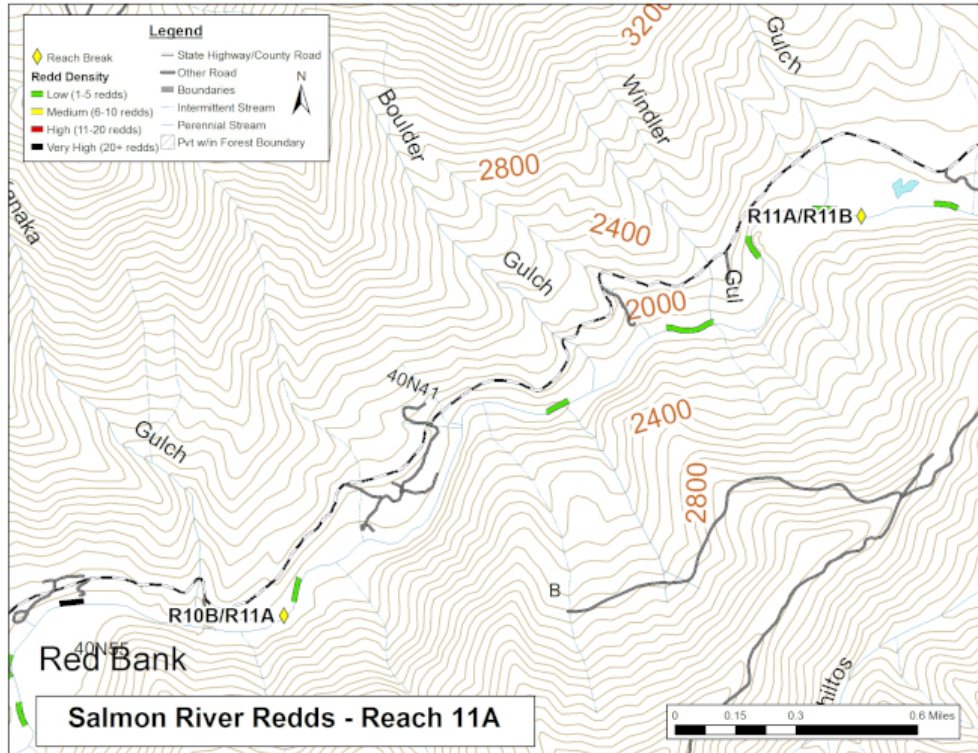 Legend
Reach Break
Redd Density
Low (1-5 redds)
Medium (6-10 redds)
High (11-20 redds)
Very High (20+ redds)
State Highway/County Road
Other Road
Boundaries
Intermittent Stream
Perennial Stream
Pvt w/in Forest Boundary
N
3200
Gulch
Boulder
Windler
2800
R11A/R11B
2400
Gulch
Gul
2000
40N41
2400
Gulch
2800
B
R10B/R11A
40N55
Red Bank
hiltos
Salmon River Redds - Reach 11A
0 0.15 0.3 0.6 Miles